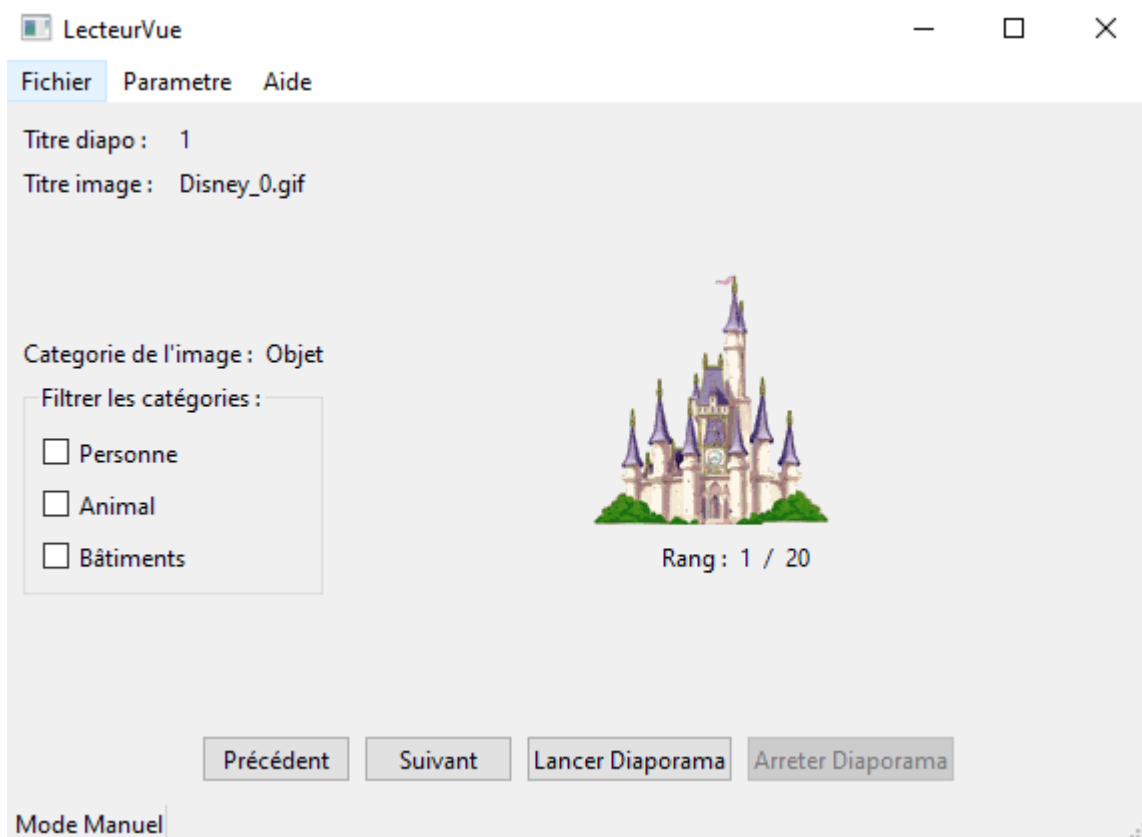 LecteurVue
Fichier Parametre Aide
Titre diapo : 1
Titre image : Disney_0.gif
Categorie de l'image : Objet
Filtrer les catégories :
Personne
Animal
Bâtiments
Rang : 1 / 20
Précédent Suivant Lancer Diaporama Arreter Diaporama
Mode Manuel